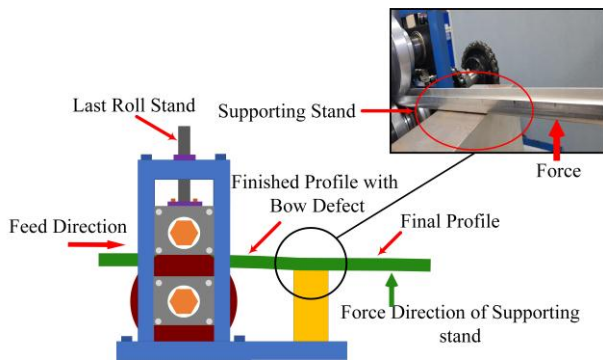 Last Roll Stand
Supporting Stand
Force
Finished Profile with
Bow Defect
Feed Direction
Final Profile
Force Direction of Supporting
stand